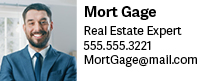 Mort Gage
Real Estate Expert
555.555.3221
MortGage@mail.com